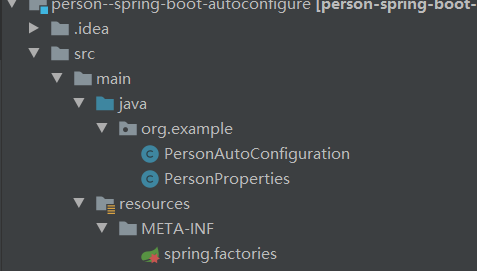 person--spring-boot-autoconfigure [person-spring-boot-
.idea
src
main
java
org.example
PersonAutoConfiguration
PersonProperties
resources
META-INF
spring.factories